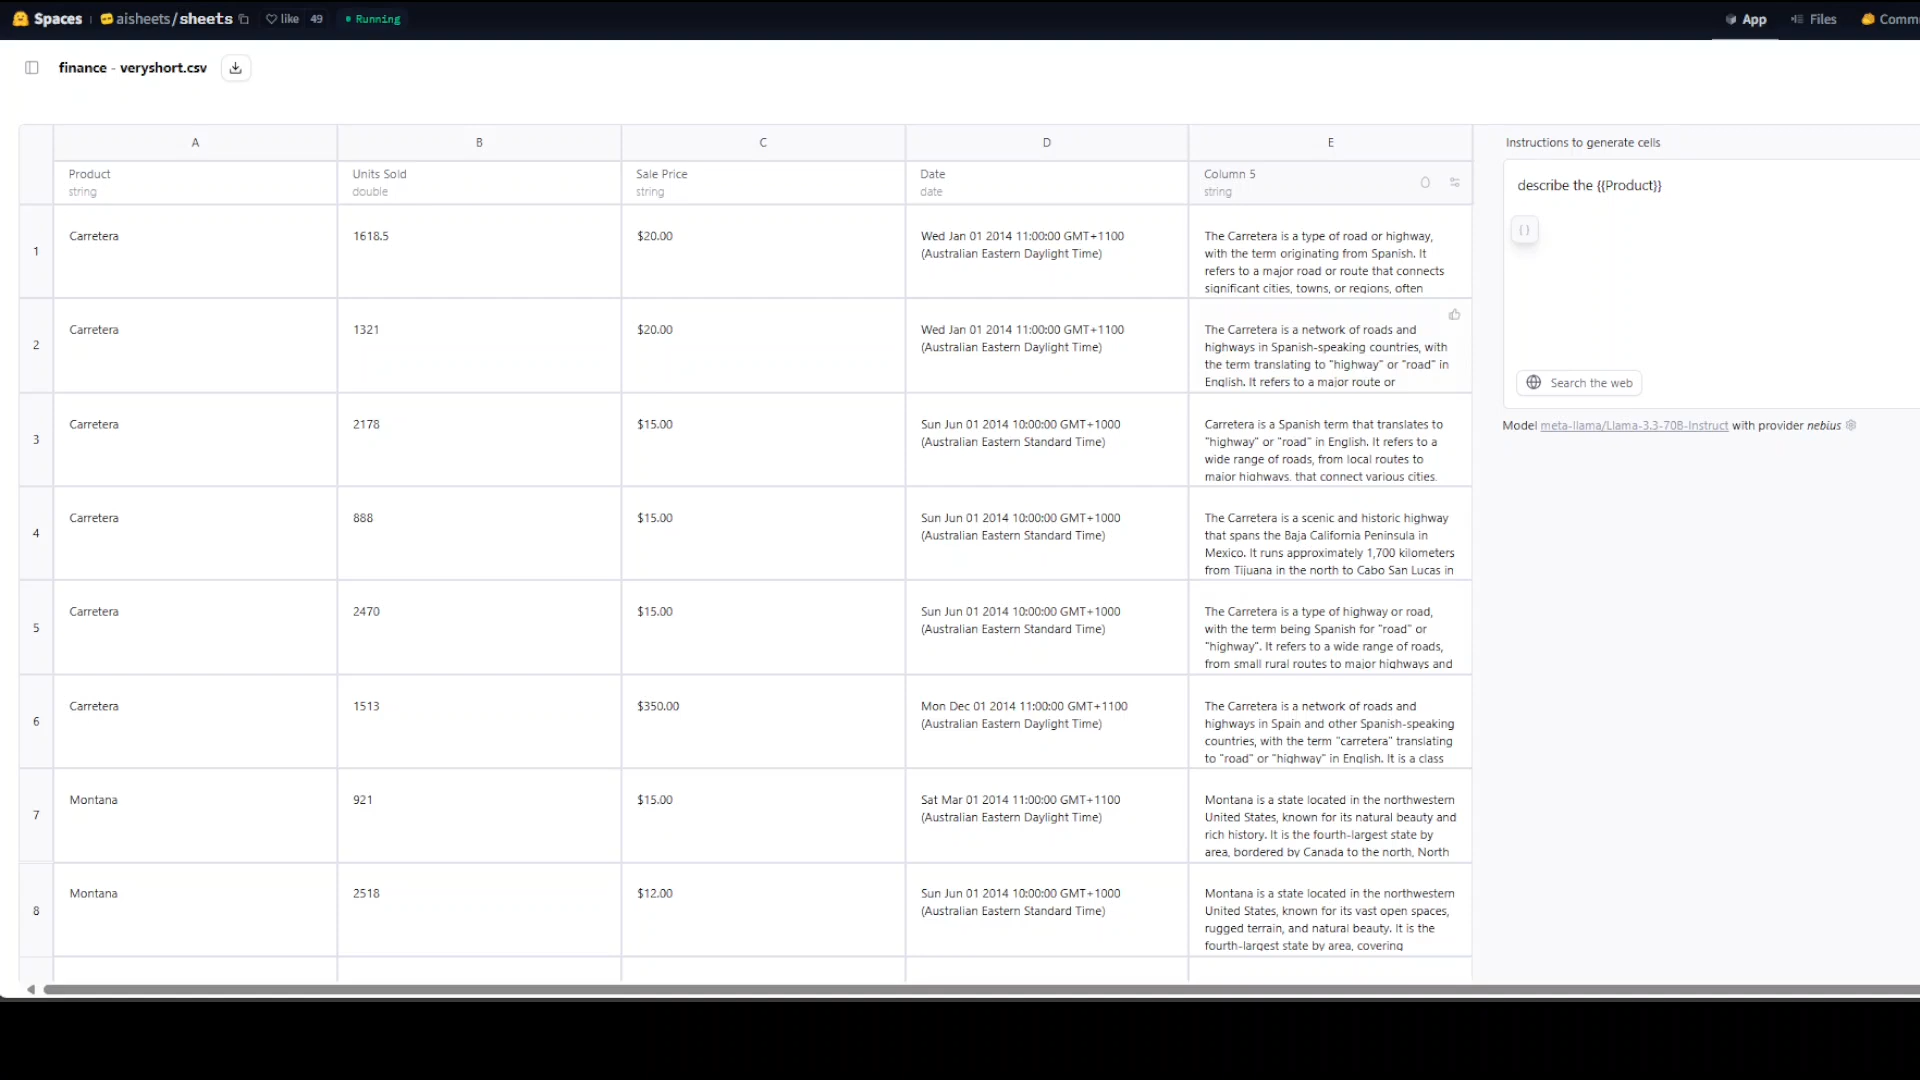 Spaces
aisheets/sheets
like 49
Running
App
Files
Comm
finance - veryshort.csv
A B C D E
Product
string
Units Sold
double
Sale Price
string
Date
date
Column 5
string
1
Carretera
1618.5
$20.00
Wed Jan 01 2014 11:00:00 GMT+1100
(Australian Eastern Daylight Time)
The Carretera is a type of road or highway,
with the term originating from Spanish. It
refers to a major road or route that connects
significant cities, towns, or regions, often
2
Carretera
1321
$20.00
Wed Jan 01 2014 11:00:00 GMT+1100
(Australian Eastern Daylight Time)
The Carretera is a network of roads and
highways in Spanish-speaking countries, with
the term translating to "highway" or "road" in
English. It refers to a major route or
3
Carretera
2178
$15.00
Sun Jun 01 2014 10:00:00 GMT+1000
(Australian Eastern Standard Time)
Carretera is a Spanish term that translates to
"highway" or "road" in English. It refers to a
wide range of roads, from local routes to
major highways, that connect various cities,
4
Carretera
888
$15.00
Sun Jun 01 2014 10:00:00 GMT+1000
(Australian Eastern Standard Time)
The Carretera is a scenic and historic highway
that spans the Baja California Peninsula in
Mexico. It runs approximately 1,700 kilometers
from Tijuana in the north to Cabo San Lucas in
5
Carretera
2470
$15.00
Sun Jun 01 2014 10:00:00 GMT+1000
(Australian Eastern Standard Time)
The Carretera is a type of highway or road,
with the term being Spanish for "road" or
"highway". It refers to a wide range of roads,
from small rural routes to major highways and
6
Carretera
1513
$350.00
Mon Dec 01 2014 11:00:00 GMT+1100
(Australian Eastern Daylight Time)
The Carretera is a network of roads and
highways in Spain and other Spanish-speaking
countries, with the term "carretera" translating
to "road" or "highway" in English. It is a class
7
Montana
921
$15.00
Sat Mar 01 2014 11:00:00 GMT+1100
(Australian Eastern Daylight Time)
Montana is a state located in the northwestern
United States, known for its natural beauty and
rich history. It is the fourth-largest state by
area, bordered by Canada to the north, North
8
Montana
2518
$12.00
Sun Jun 01 2014 10:00:00 GMT+1000
(Australian Eastern Standard Time)
Montana is a state located in the northwestern
United States, known for its vast open spaces,
rugged terrain, and natural beauty. It is the
fourth-largest state by area, covering
Instructions to generate cells
describe the {{Product}}
{}
Search the web
Model meta-llama/Llama-3.3-70B-Instruct with provider nebius